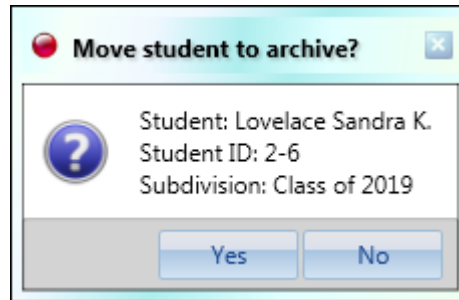 Move student to archive?
Student: Lovelace Sandra K.
Student ID: 2-6
Subdivision: Class of 2019
Yes
No